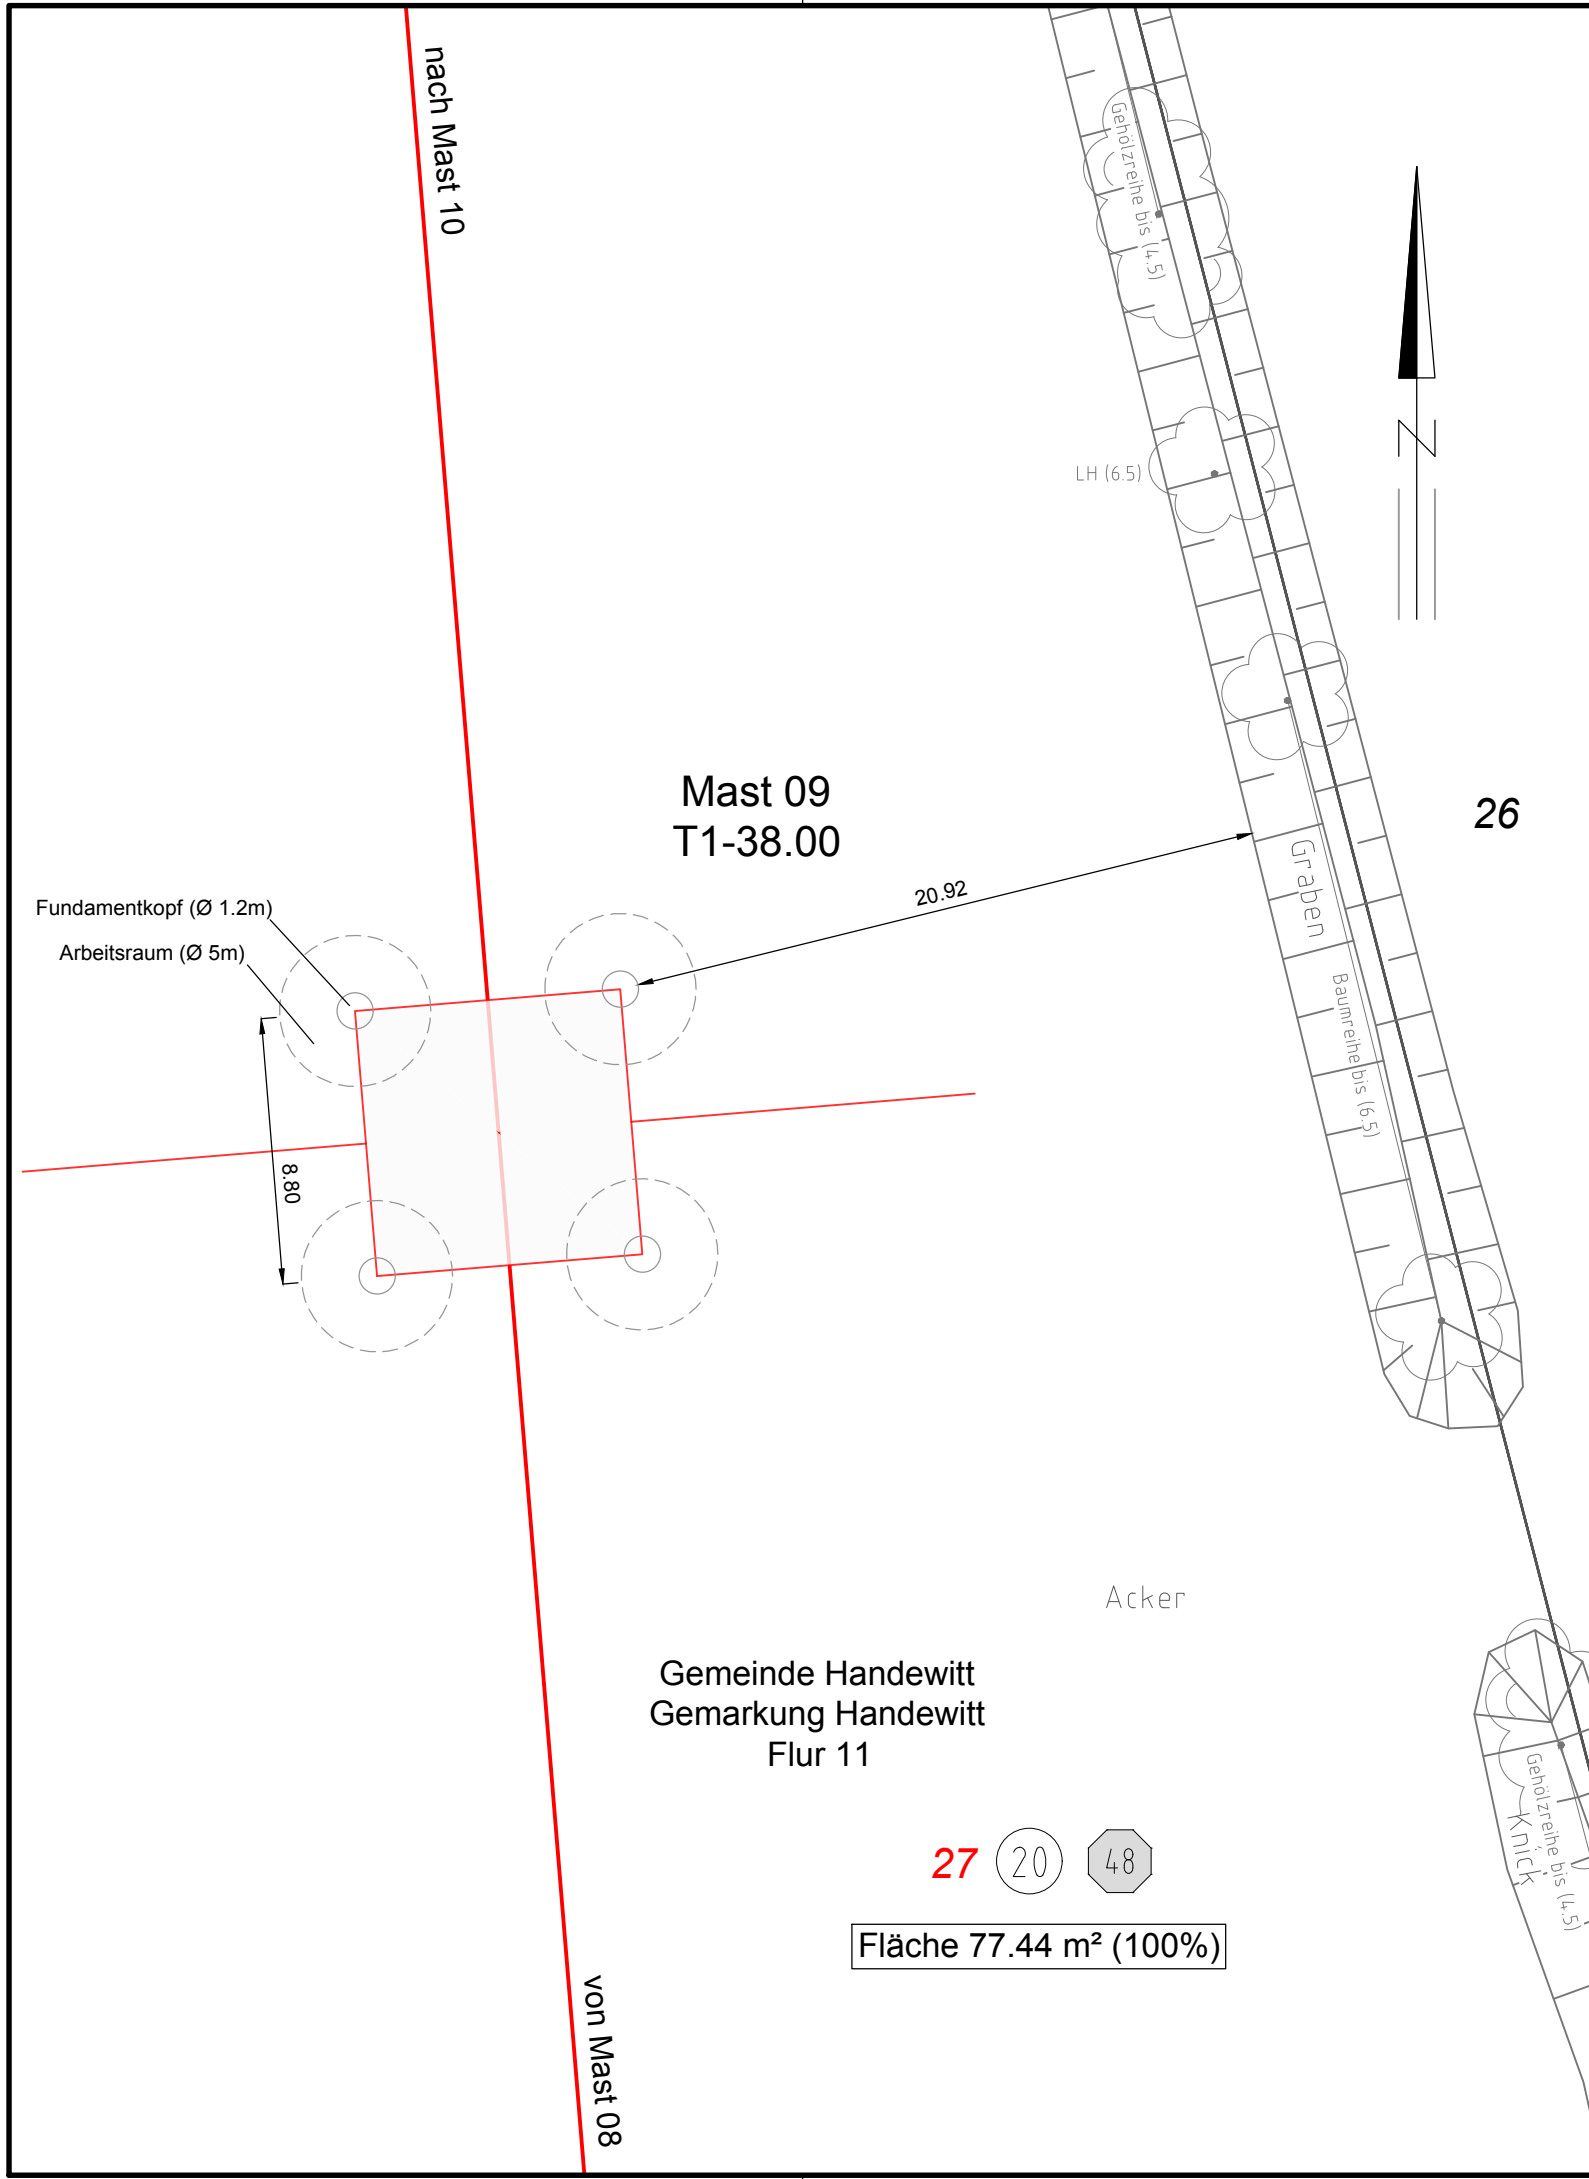 nach Mast 10
Gehölzreihe bis (4.5)
N
LH (6.5)
Mast 09
T1-38.00
26
20.92
Graben
Fundamentkopf (Ø 1.2m)
Arbeitsraum (Ø 5m)
Baumreihe bis (6.5)
8.80
Acker
Gemeinde Handewitt
Gemarkung Handewitt
Flur 11
Gehölzreihe bis (4.5)
Knick
27 20 48
Fläche 77.44 m² (100%)
von Mast 08